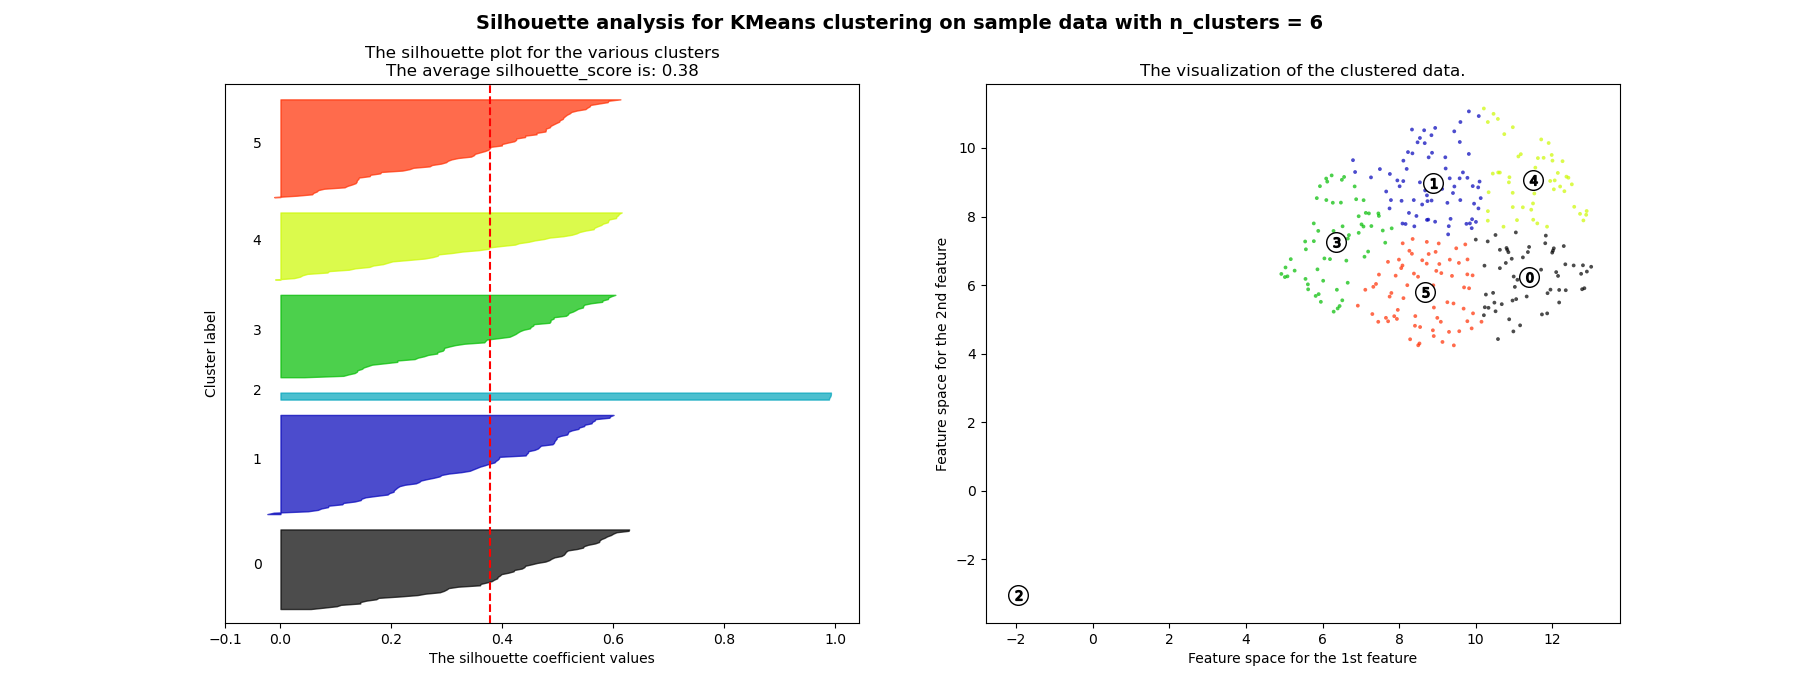 Silhouette analysis for KMeans clustering on sample data with n_clusters = 6
The silhouette plot for the various clusters
The average silhouette_score is: 0.38
5
4
3
2
1
0
Cluster label
−0.1 0.0 0.2 0.4 0.6 0.8 1.0
The silhouette coefficient values
The visualization of the clustered data.
10
8
6
4
2
0
−2
Feature space for the 2nd feature
1
4
3
0
5
2
−2 0 2 4 6 8 10 12
Feature space for the 1st feature